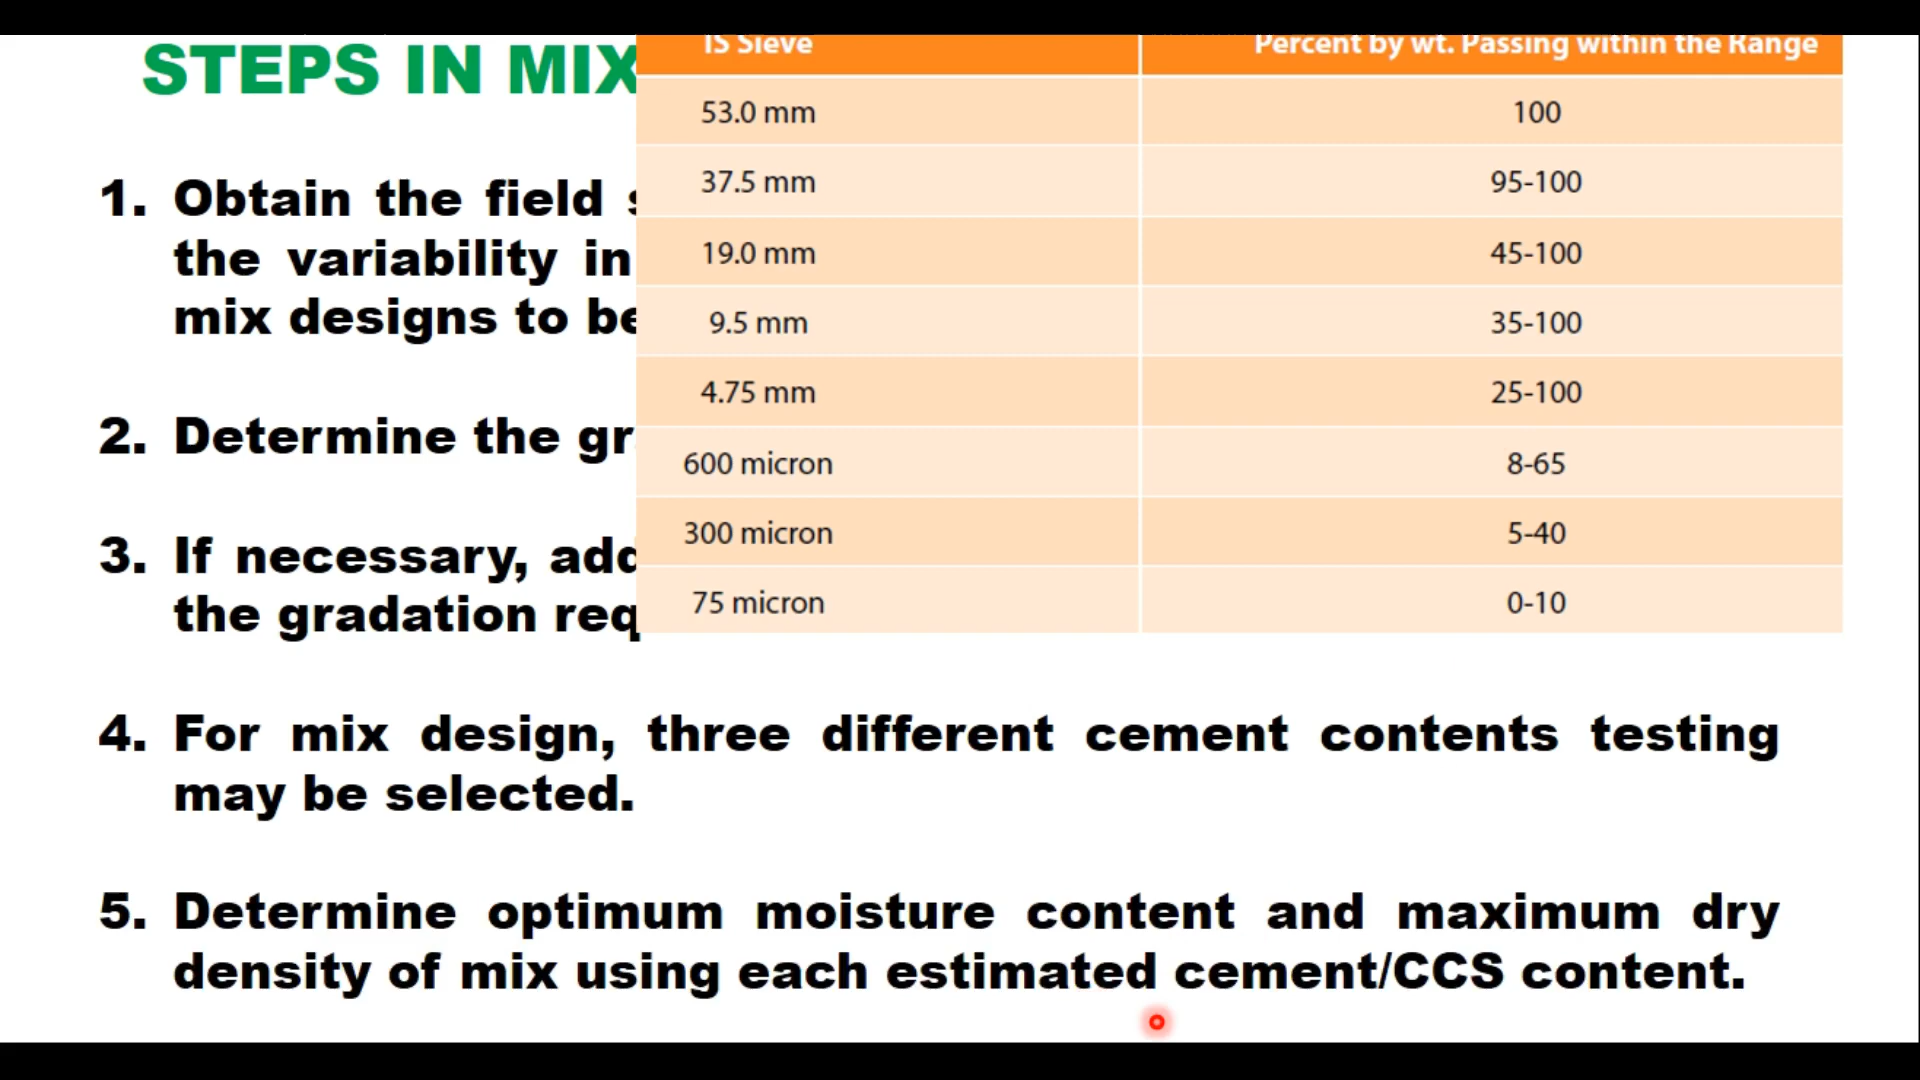 STEPS IN MIX
IS Sieve Percent by wt. Passing within the Range
53.0 mm 100
37.5 mm 95-100
19.0 mm 45-100
9.5 mm 35-100
4.75 mm 25-100
600 micron 8-65
300 micron 5-40
75 micron 0-10
1. Obtain the field
the variability in
mix designs to be
2. Determine the
3. If necessary, add
the gradation
4. For mix design, three different cement contents testing
may be selected.
5. Determine optimum moisture content and maximum dry
density of mix using each estimated cement/CCS content.